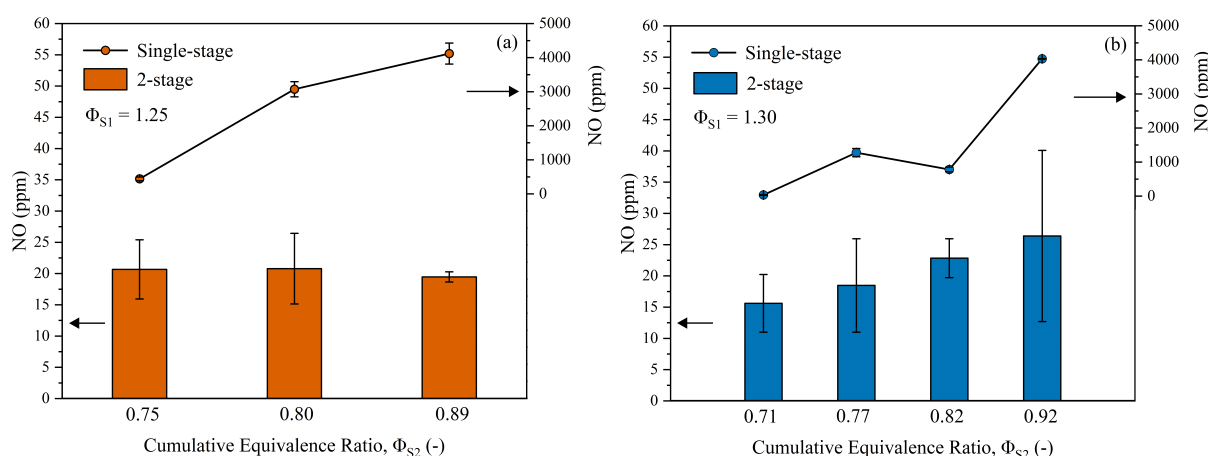 (a)
Single-stage
2-stage
Φ_S1 = 1.25
NO (ppm)
60
55
50
45
40
35
30
25
20
15
10
5
0
NO (ppm)
5000
4000
3000
2000
1000
0
0.75 0.80 0.89
Cumulative Equivalence Ratio, Φ_S2 (-)
(b)
Single-stage
2-stage
Φ_S1 = 1.30
NO (ppm)
60
55
50
45
40
35
30
25
20
15
10
5
0
NO (ppm)
5000
4000
3000
2000
1000
0
0.71 0.77 0.82 0.92
Cumulative Equivalence Ratio, Φ_S2 (-)